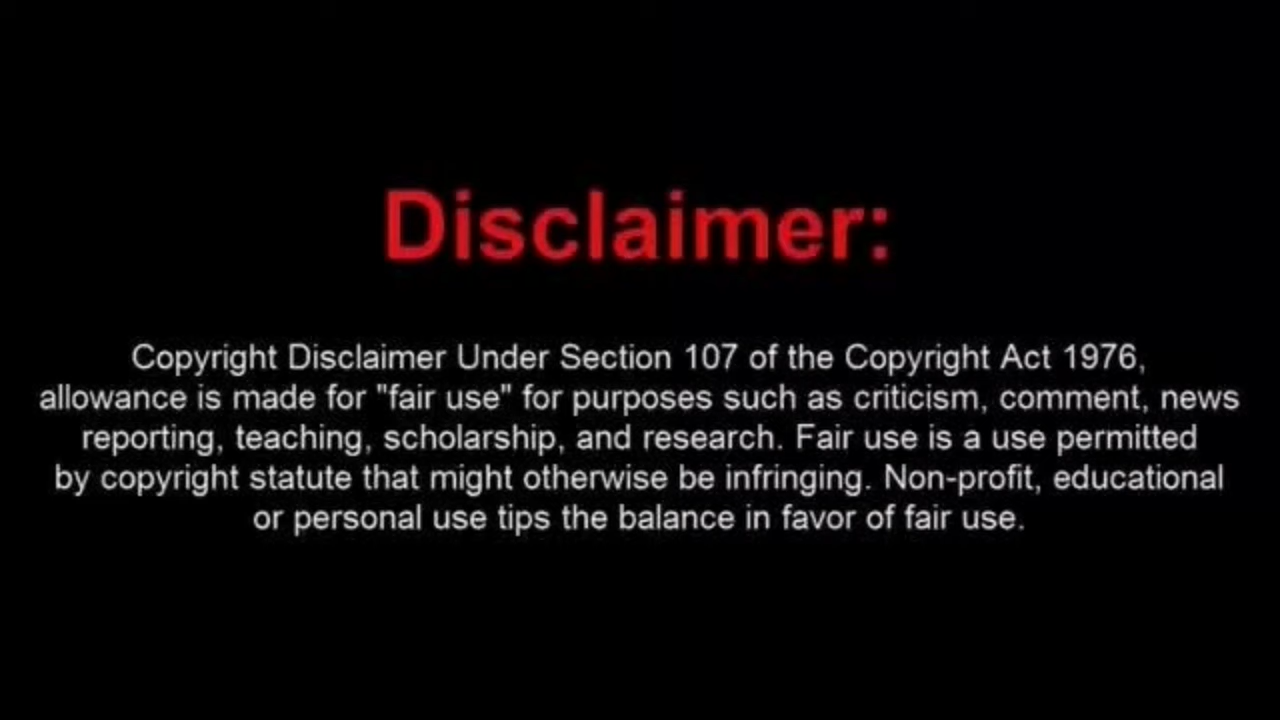 Disclaimer:
Copyright Disclaimer Under Section 107 of the Copyright Act 1976,
allowance is made for "fair use" for purposes such as criticism, comment, news
reporting, teaching, scholarship, and research. Fair use is a use permitted
by copyright statute that might otherwise be infringing. Non-profit, educational
or personal use tips the balance in favor of fair use.